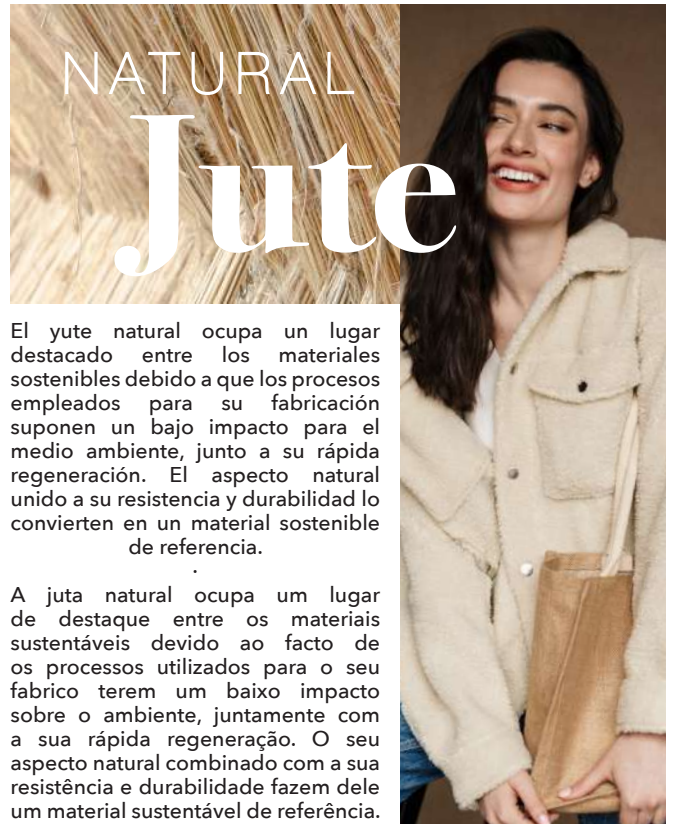 NATURAL
Jute
El yute natural ocupa un lugar
destacado entre los materiales
sostenibles debido a que los procesos
empleados para su fabricación
suponen un bajo impacto para el
medio ambiente, junto a su rápida
regeneración. El aspecto natural
unido a su resistencia y durabilidad lo
convierten en un material sostenible
de referencia.
.
A juta natural ocupa um lugar
de destaque entre os materiais
sustentáveis devido ao facto de
os processos utilizados para o seu
fabrico terem um baixo impacto
sobre o ambiente, juntamente com
a sua rápida regeneração. O seu
aspecto natural combinado com a sua
resistência e durabilidade fazem dele
um material sustentável de referência.